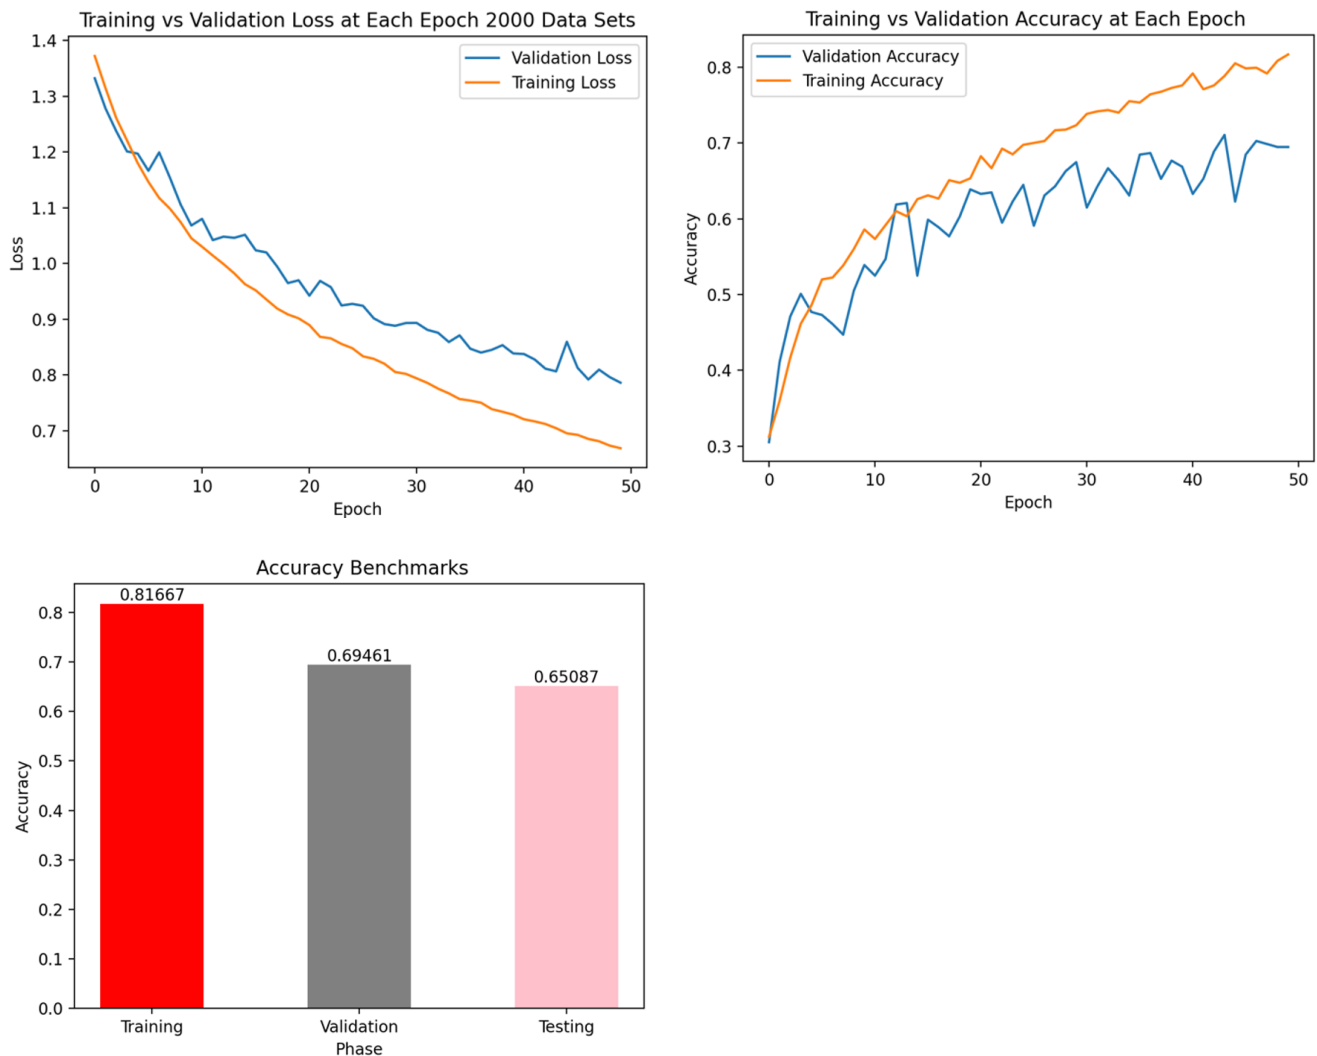 Training vs Validation Loss at Each Epoch 2000 Data Sets
1.4
1.3
1.2
1.1
1.0
0.9
0.8
0.7
Loss
Validation Loss
Training Loss
0 10 20 30 40 50
Epoch
Training vs Validation Accuracy at Each Epoch
0.8
0.7
0.6
0.5
0.4
0.3
Accuracy
Validation Accuracy
Training Accuracy
0 10 20 30 40 50
Epoch
Accuracy Benchmarks
0.8
0.7
0.6
0.5
0.4
0.3
0.2
0.1
0.0
Accuracy
0.81667
0.69461
0.65087
Training Validation Testing
Phase